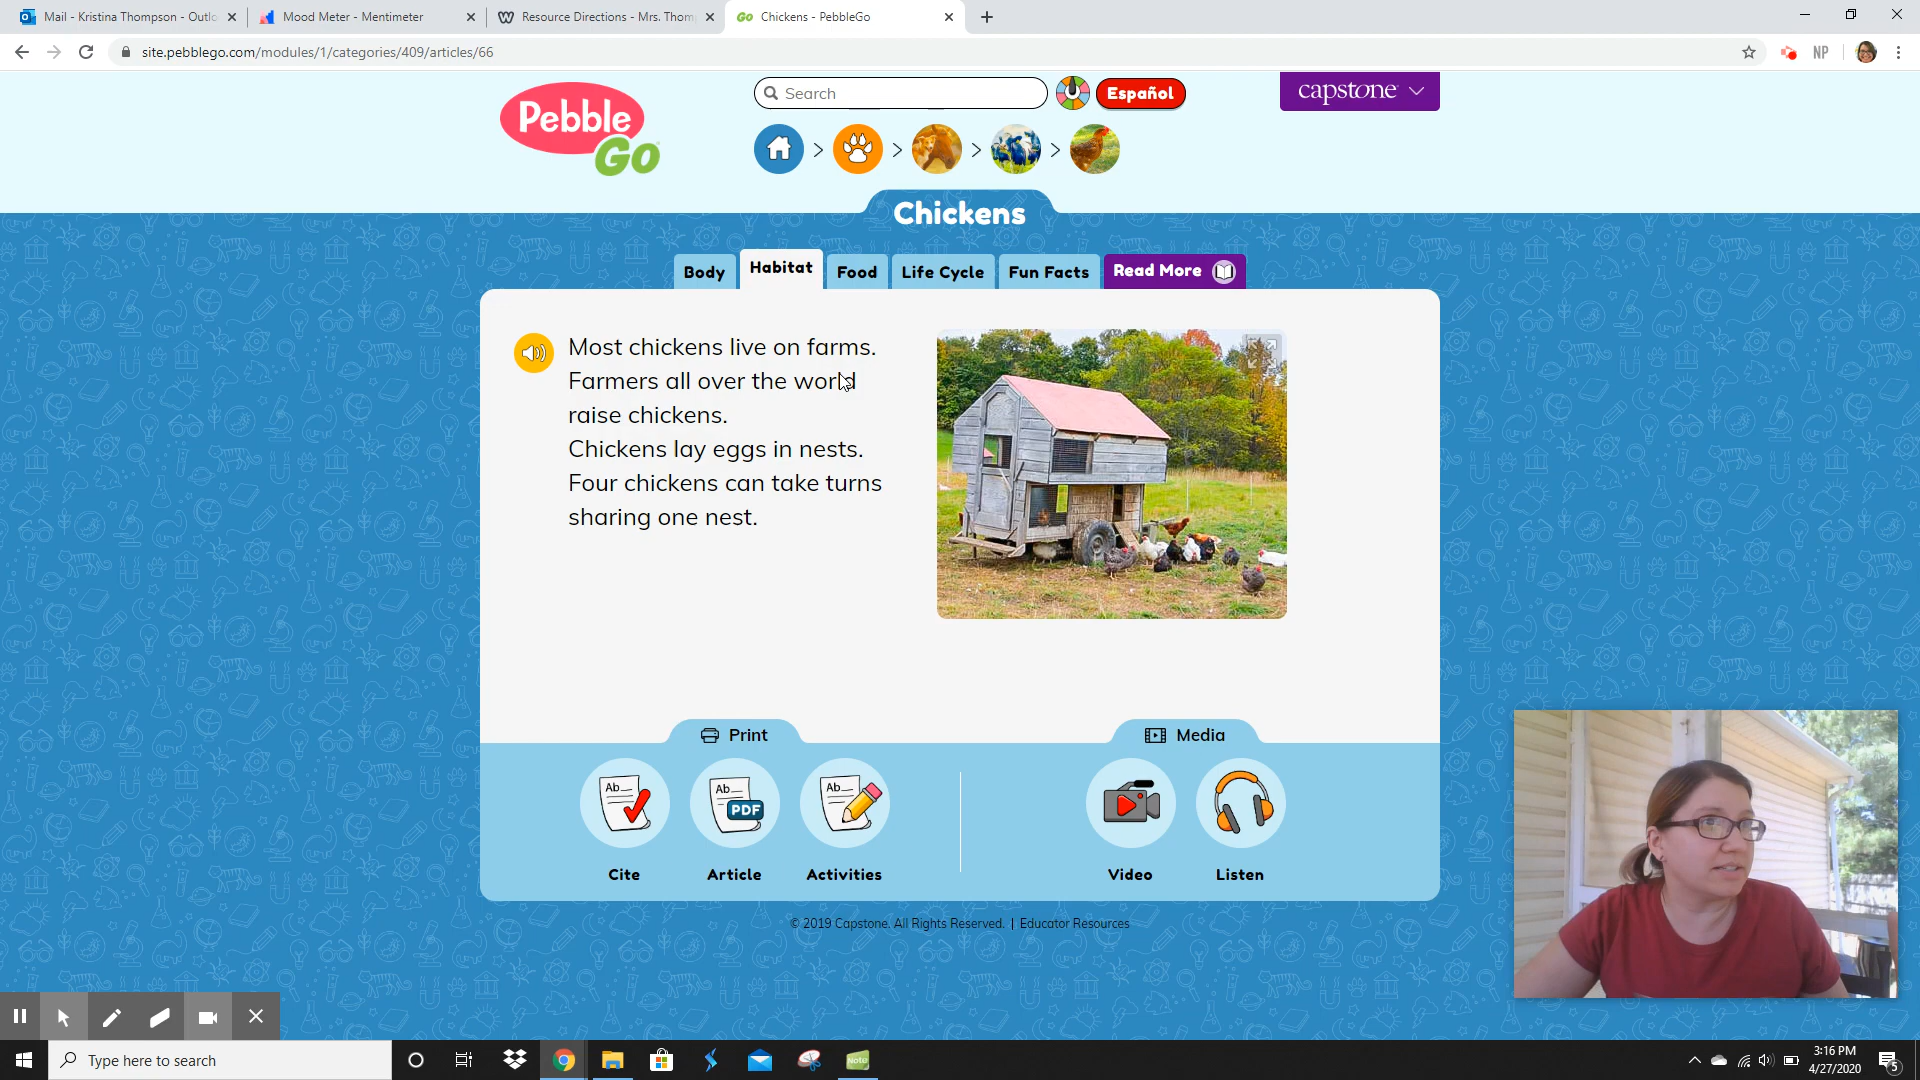 Mail - Kristina Thompson - Outlo
Mood Meter - Mentimeter
Resource Directions - Mrs. Thom
GO Chickens - PebbleGo
site.pebblego.com/modules/1/categories/409/articles/66
NP
Pebble
Go
Search
Español
capstone
Chickens
Body
Habitat
Food
Life Cycle
Fun Facts
Read More
Most chickens live on farms.
Farmers all over the world
raise chickens.
Chickens lay eggs in nests.
Four chickens can take turns
sharing one nest.
Print
Media
Ab
Ab
PDF
Ab
Cite
Article
Activities
Video
Listen
© 2019 Capstone. All Rights Reserved. | Educator Resources
Type here to search
Note
3:16 PM
4/27/2020
5